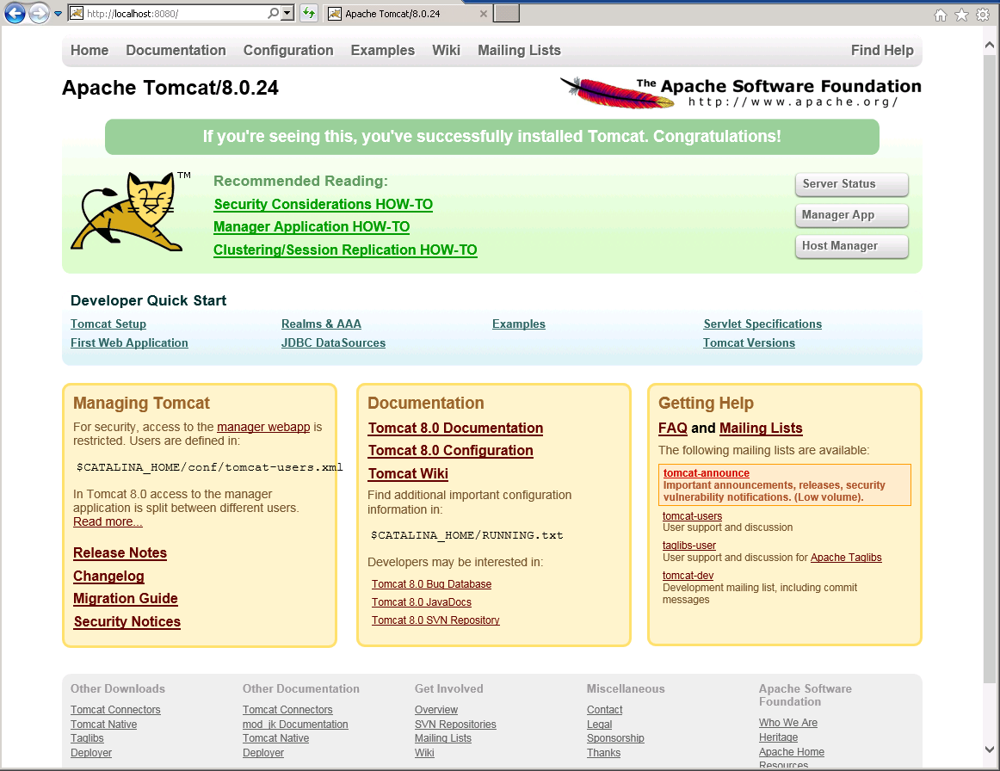 http://localhost:8080/
Apache Tomcat/8.0.24
Home Documentation Configuration Examples Wiki Mailing Lists Find Help
Apache Tomcat/8.0.24
The Apache Software Foundation
http://www.apache.org/
If you're seeing this, you've successfully installed Tomcat. Congratulations!
TM
Recommended Reading:
Security Considerations HOW-TO
Manager Application HOW-TO
Clustering/Session Replication HOW-TO
Server Status
Manager App
Host Manager
Developer Quick Start
Tomcat Setup
First Web Application
Realms & AAA
JDBC DataSources
Examples
Servlet Specifications
Tomcat Versions
Managing Tomcat
For security, access to the manager webapp is
restricted. Users are defined in:
$CATALINA_HOME/conf/tomcat-users.xml
In Tomcat 8.0 access to the manager
application is split between different users.
Read more...
Release Notes
Changelog
Migration Guide
Security Notices
Documentation
Tomcat 8.0 Documentation
Tomcat 8.0 Configuration
Tomcat Wiki
Find additional important configuration
information in:
$CATALINA_HOME/RUNNING.txt
Developers may be interested in:
Tomcat 8.0 Bug Database
Tomcat 8.0 JavaDocs
Tomcat 8.0 SVN Repository
Getting Help
FAQ and Mailing Lists
The following mailing lists are available:
tomcat-announce
Important announcements, releases, security
vulnerability notifications. (Low volume).
tomcat-users
User support and discussion
taglibs-user
User support and discussion for Apache Taglibs
tomcat-dev
Development mailing list, including commit
messages
Other Downloads
Tomcat Connectors
Tomcat Native
Taglibs
Deployer
Other Documentation
Tomcat Connectors
mod_jk Documentation
Tomcat Native
Deployer
Get Involved
Overview
SVN Repositories
Mailing Lists
Wiki
Miscellaneous
Contact
Legal
Sponsorship
Thanks
Apache Software
Foundation
Who We Are
Heritage
Apache Home
Resources